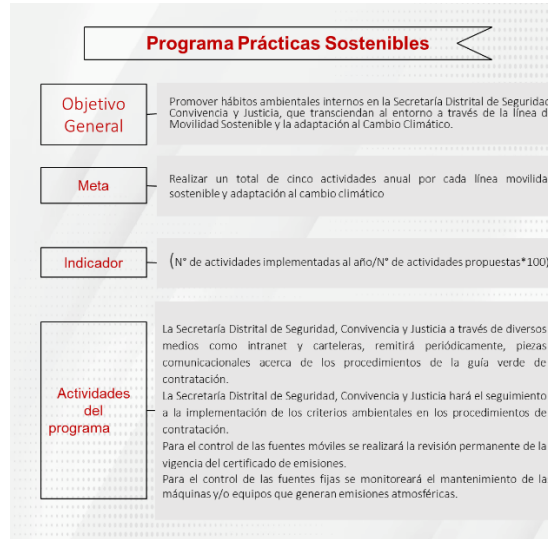 Programa Prácticas Sostenibles
Objetivo
General
Promover hábitos ambientales internos en la Secretaría Distrital de Seguridad
Convivencia y Justicia, que transciendan al entorno a través de la línea d
Movilidad Sostenible y la adaptación al Cambio Climático.
Meta
Realizar un total de cinco actividades anual por cada línea movilida
sostenible y adaptación al cambio climático
Indicador
(N° de actividades implementadas al año/N° de actividades propuestas*100)
Actividades
del
programa
La Secretaría Distrital de Seguridad, Convivencia y Justicia a través de diversos
medios como intranet y carteleras, remitirá periódicamente, piezas
comunicacionales acerca de los procedimientos de la guía verde de
contratación.
La Secretaría Distrital de Seguridad, Convivencia y Justicia hará el seguimiento
a la implementación de los criterios ambientales en los procedimientos de
contratación.
Para el control de las fuentes móviles se realizará la revisión permanente de la
vigencia del certificado de emisiones.
Para el control de las fuentes fijas se monitoreará el mantenimiento de la
máquinas y/o equipos que generan emisiones atmosféricas.